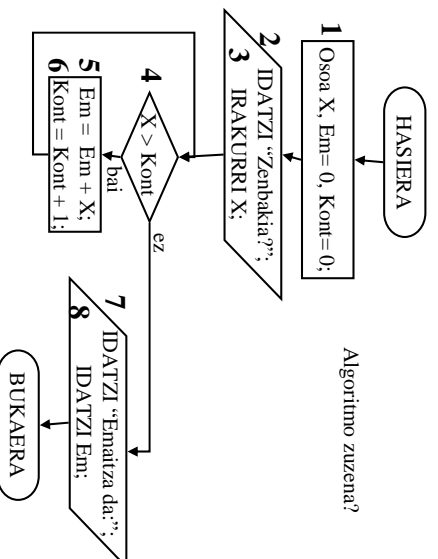 Algoritmo zuzena?
HASIERA
1
Osoa X, Em= 0, Kont= 0;
2
IDATZI “Zenbakia?”;
3
IRAKURRI X;
4
X > Kont
ez
bai
5
Em = Em + X;
6
Kont = Kont + 1;
7
IDATZI “Emaitza da:”;
8
IDATZI Em;
BUKAERA